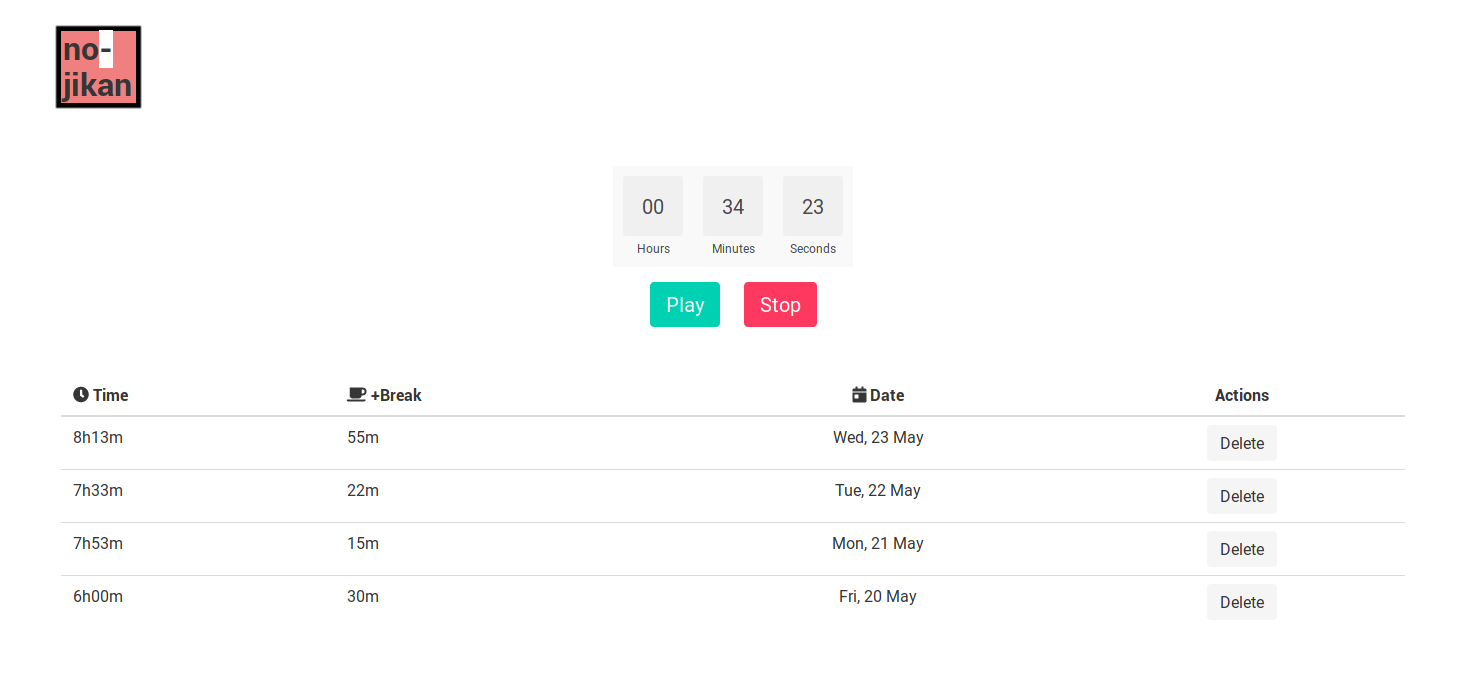 no-
jikan
00 34 23
Hours Minutes Seconds
Play Stop
Time +Break Date Actions
8h13m 55m Wed, 23 May Delete
7h33m 22m Tue, 22 May Delete
7h53m 15m Mon, 21 May Delete
6h00m 30m Fri, 20 May Delete